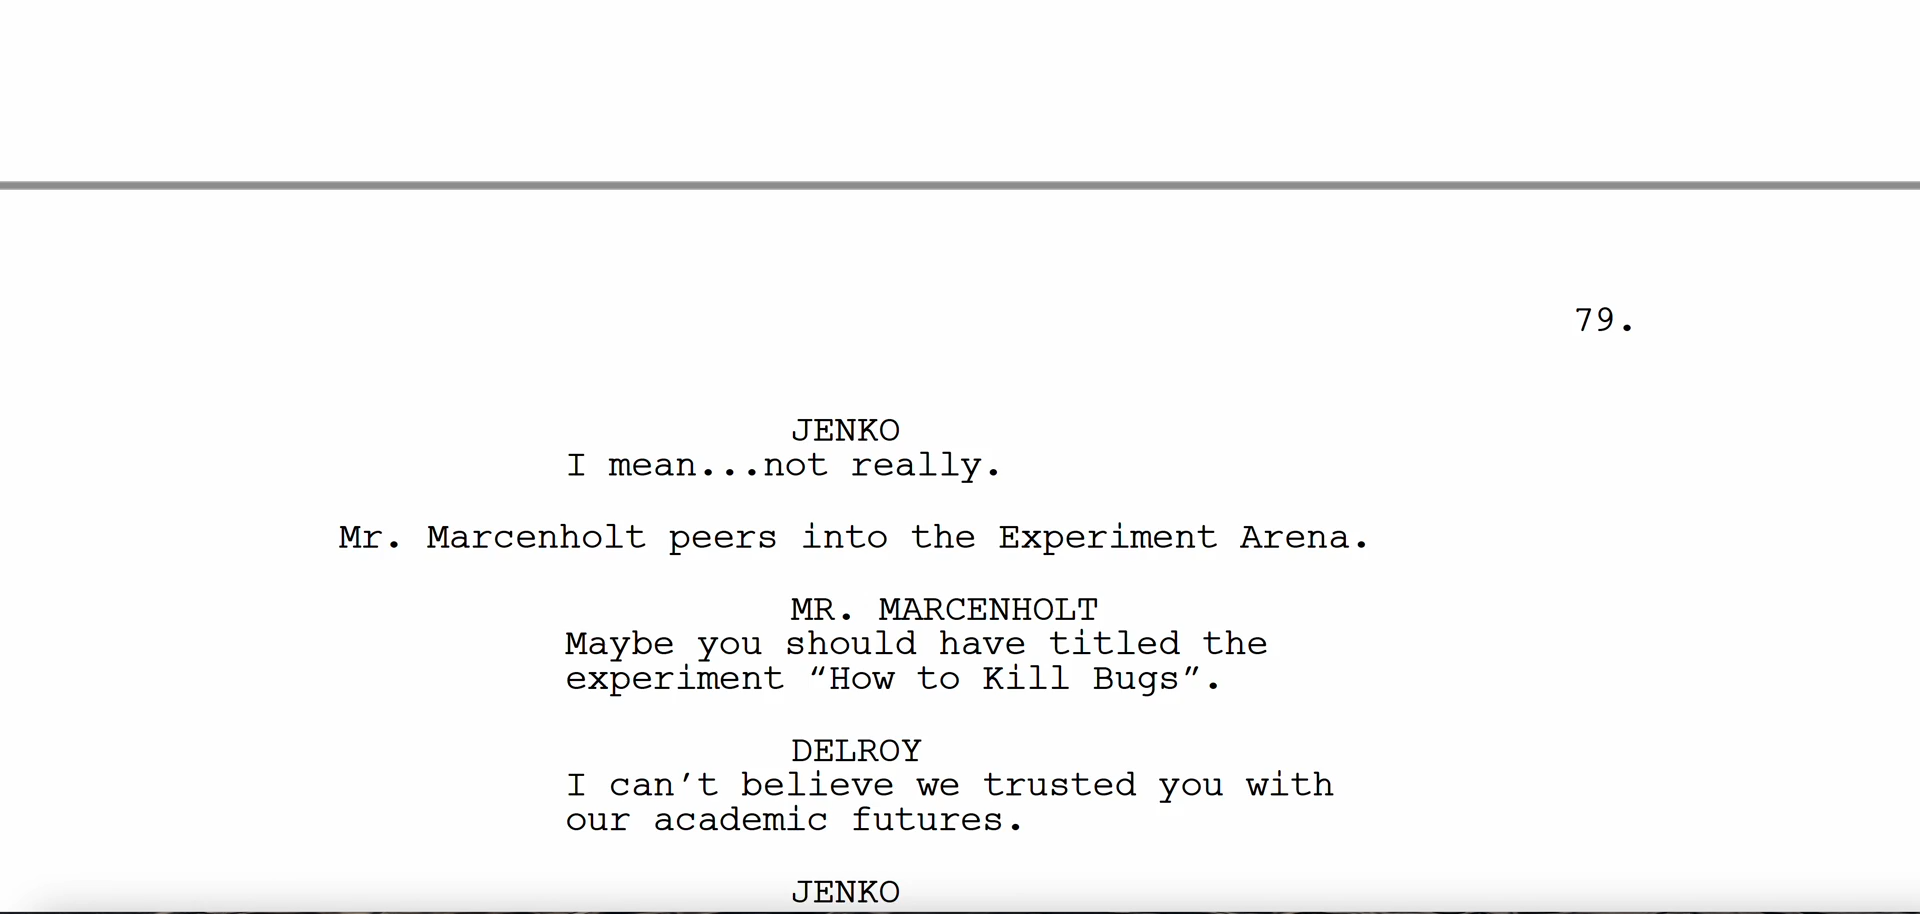 79.
JENKO
I mean...not really.
Mr. Marcenholt peers into the Experiment Arena.
MR. MARCENHOLT
Maybe you should have titled the
experiment “How to Kill Bugs”.
DELROY
I can’t believe we trusted you with
our academic futures.
JENKO